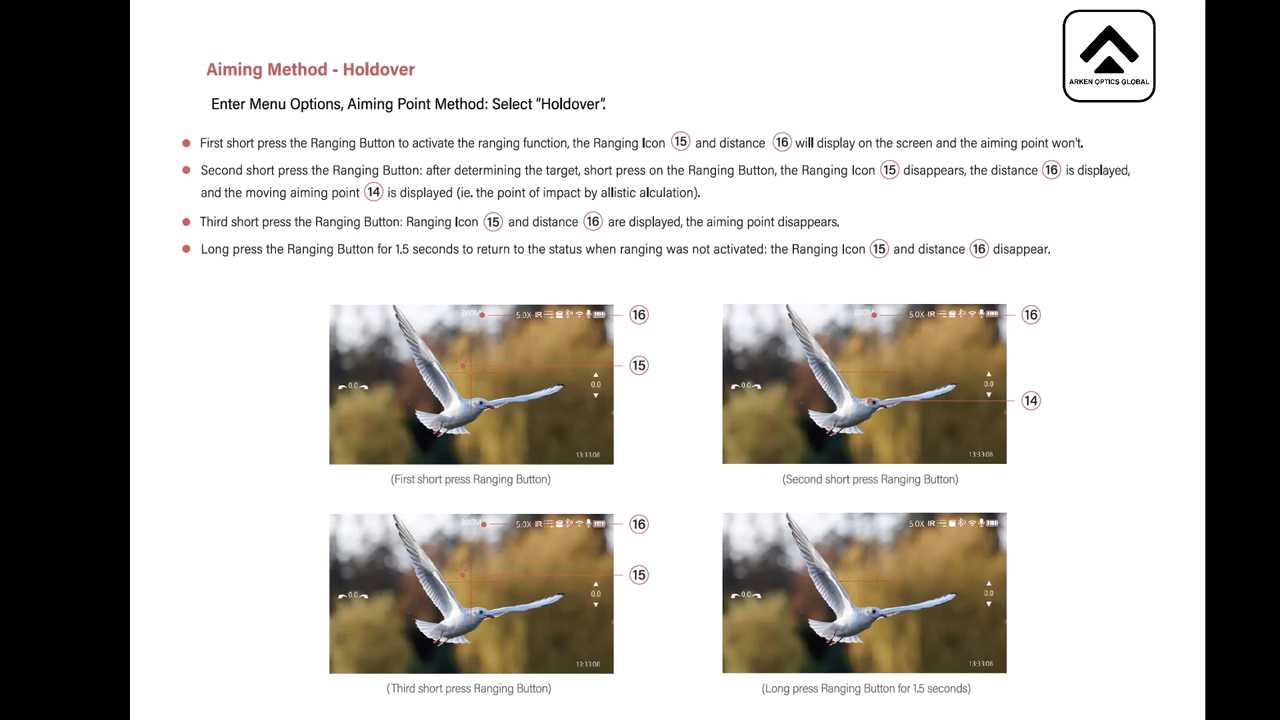 ARKEN OPTICS GLOBAL
Aiming Method - Holdover
Enter Menu Options, Aiming Point Method: Select "Holdover".
First short press the Ranging Button to activate the ranging function, the Ranging Icon 15 and distance 16 will display on the screen and the aiming point won't.
Second short press the Ranging Button: after determining the target, short press on the Ranging Button, the Ranging Icon 15 disappears, the distance 16 is displayed,
and the moving aiming point 14 is displayed (ie. the point of impact by allistic alculation).
Third short press the Ranging Button: Ranging Icon 15 and distance 16 are displayed, the aiming point disappears.
Long press the Ranging Button for 1.5 seconds to return to the status when ranging was not activated: the Ranging Icon 15 and distance 16 disappear.
200M 5.0X IR 16
15
0.0 0.0
13:33:08
(First short press Ranging Button)
200M 5.0X IR 16
0.0 0.0
14
13:33:08
(Second short press Ranging Button)
200M 5.0X IR 16
15
0.0 0.0
13:33:08
(Third short press Ranging Button)
5.0X IR
0.0 0.0
13:33:08
(Long press Ranging Button for 1.5 seconds)